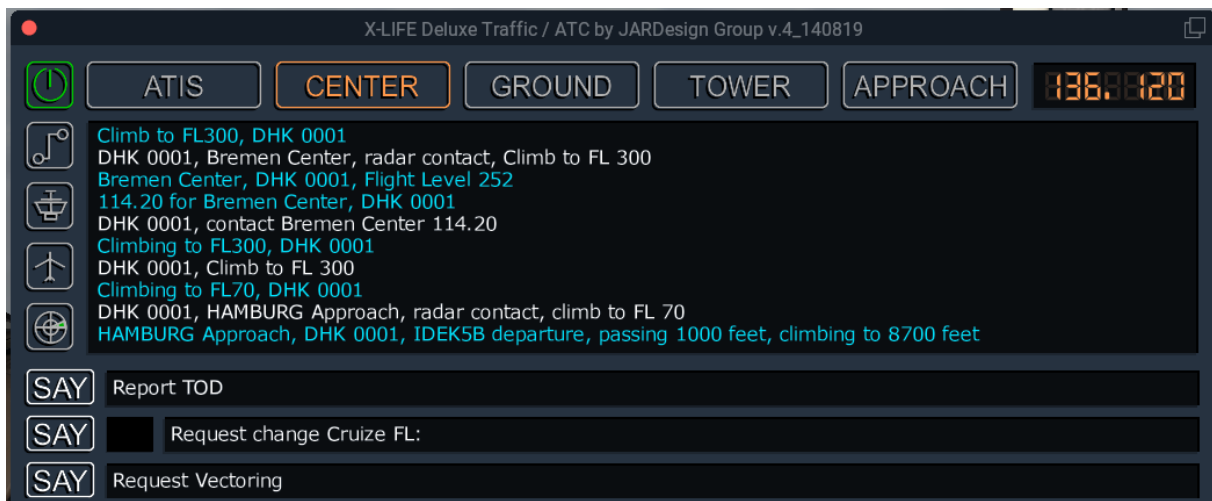 X-LIFE Deluxe Traffic / ATC by JARDesign Group v.4_140819
ATIS CENTER GROUND TOWER APPROACH 136. 120
Climb to FL300, DHK 0001
DHK 0001, Bremen Center, radar contact, Climb to FL 300
Bremen Center, DHK 0001, Flight Level 252
114.20 for Bremen Center, DHK 0001
DHK 0001, contact Bremen Center 114.20
Climbing to FL300, DHK 0001
DHK 0001, Climb to FL 300
Climbing to FL70, DHK 0001
DHK 0001, HAMBURG Approach, radar contact, climb to FL 70
HAMBURG Approach, DHK 0001, IDEK5B departure, passing 1000 feet, climbing to 8700 feet
SAY Report TOD
SAY Request change Cruize FL:
SAY Request Vectoring